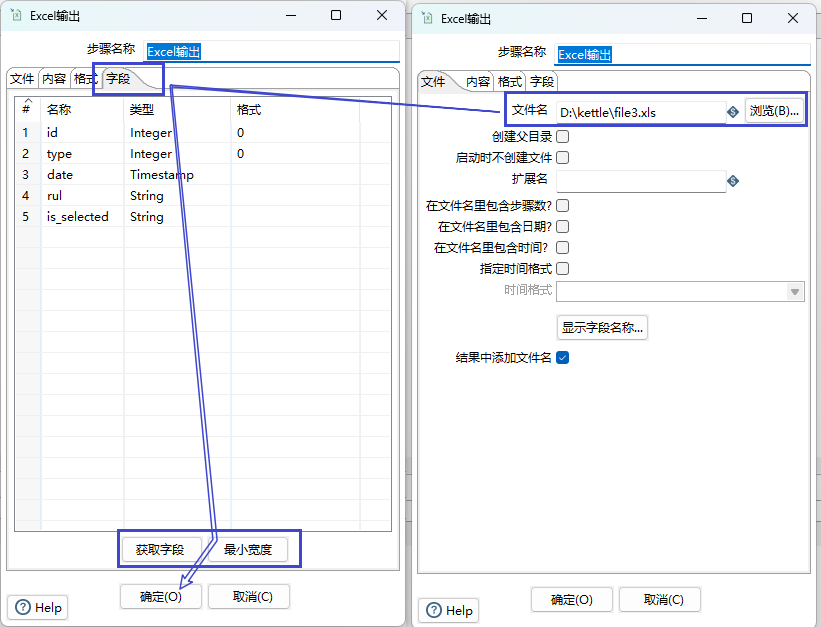 Excel输出
步骤名称 Excel输出
文件 内容 格式 字段
# 名称 类型 格式
1 id Integer 0
2 type Integer 0
3 date Timestamp
4 rul String
5 is_selected String
获取字段 最小宽度
Help 确定(O) 取消(C)
Excel输出
步骤名称 Excel输出
文件 内容 格式 字段
文件名 D:\kettle\file3.xls 浏览(B)...
创建父目录
启动时不创建文件
扩展名
在文件名里包含步骤数?
在文件名里包含日期?
在文件名里包含时间?
指定时间格式
时间格式
显示字段名称...
结果中添加文件名
Help 确定(O) 取消(C)